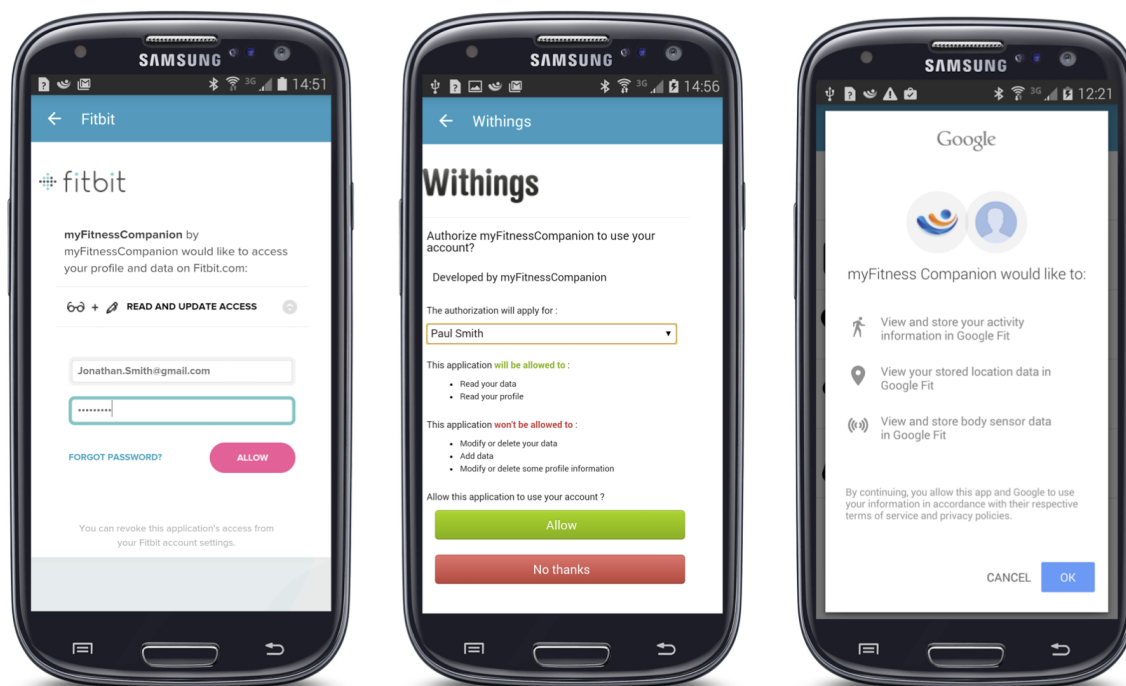 SAMSUNG
3G 14:51
Fitbit
fitbit
myFitnessCompanion by
myFitnessCompanion would like to access
your profile and data on Fitbit.com:
+ READ AND UPDATE ACCESS
Jonathan.Smith@gmail.com
•••••••••
FORGOT PASSWORD?
ALLOW
You can revoke this application's access from
your Fitbit account settings.
SAMSUNG
3G 14:56
Withings
Withings
Authorize myFitnessCompanion to use your
account?
Developed by myFitnessCompanion
The authorization will apply for :
Paul Smith
This application will be allowed to :
• Read your data
• Read your profile
This application won't be allowed to :
• Modify or delete your data
• Add data
• Modify or delete some profile information
Allow this application to use your account ?
Allow
No thanks
SAMSUNG
3G 12:21
Google
myFitness Companion would like to:
View and store your activity
information in Google Fit
View your stored location data in
Google Fit
View and store body sensor data
in Google Fit
By continuing, you allow this app and Google to use
your information in accordance with their respective
terms of service and privacy policies.
CANCEL
OK